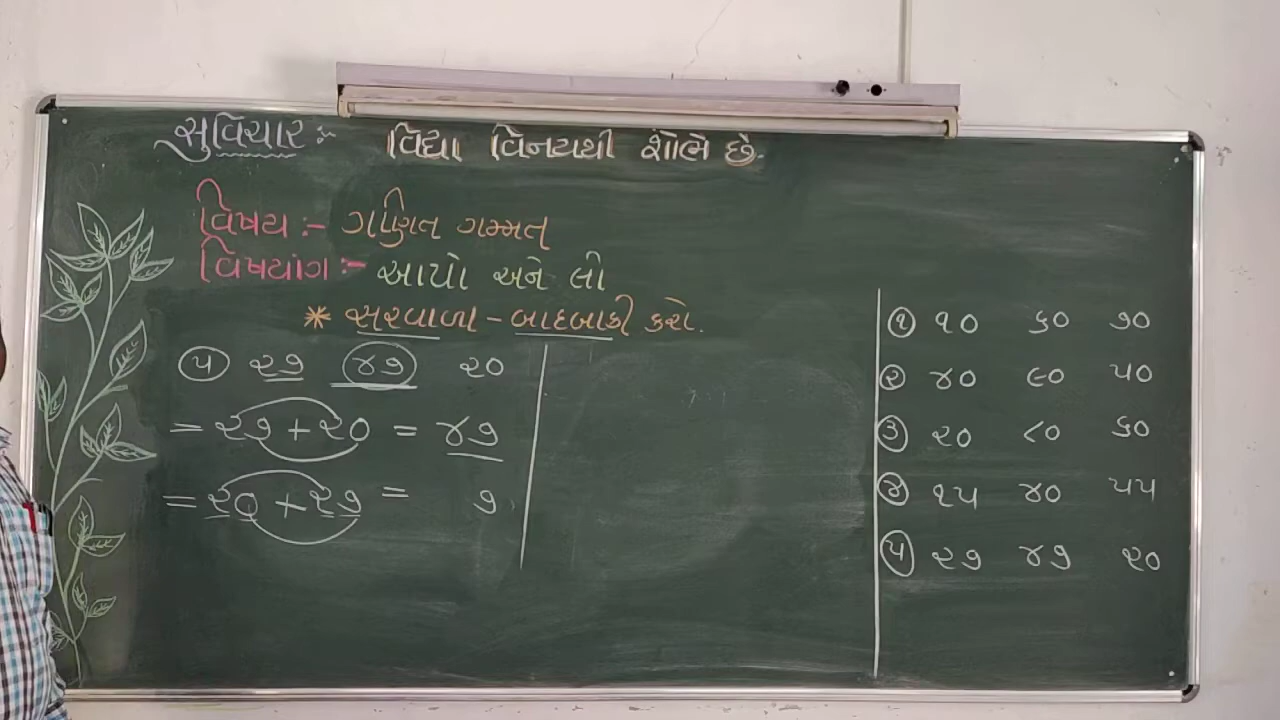 સુવિચાર :-  વિદ્યા વિનયથી શોભે છે.
વિષય :- ગણિત ગમ્મત
વિષયાંગ :- આપો અને લો
* સરવાળા - બાદબાકી કરો.
૫ ૨૭ ૪૭ ૨૦
= ૨૭ + ૨૦ = ૪૭
= ૨૦ + ૨૭ = ૭
૧ ૧૦ ૬૦ ૭૦
૨ ૪૦ ૯૦ ૫૦
૩ ૨૦ ૮૦ ૬૦
૪ ૧૫ ૪૦ ૫૫
૫ ૨૭ ૪૭ ૨૦